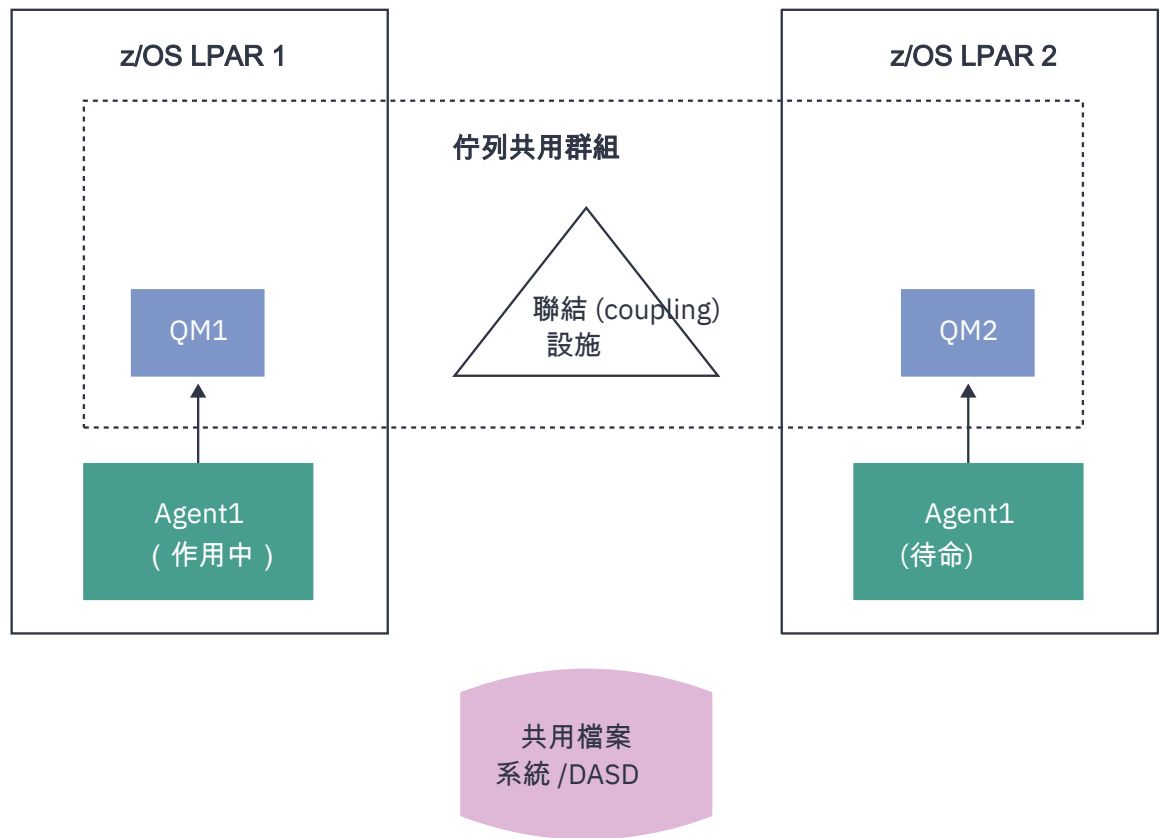 z/OS LPAR 1
z/OS LPAR 2
佇列共用群組
聯結 (coupling)
設施
QM1
QM2
Agent1
( 作用中 )
Agent1
(待命)
共用檔案
系統 /DASD